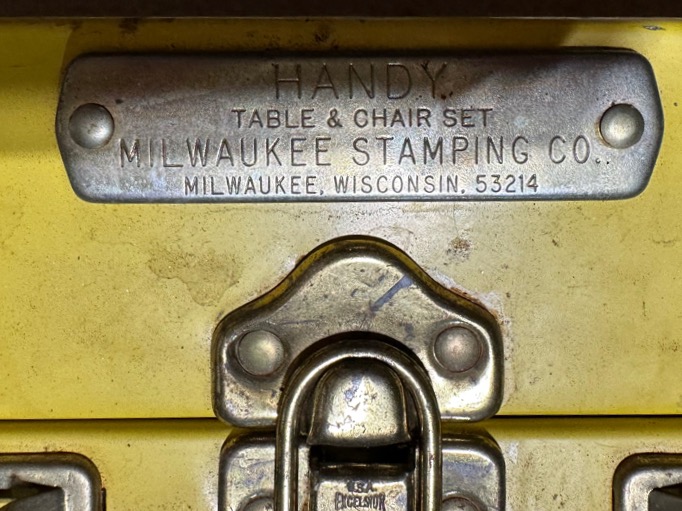 HANDY
TABLE & CHAIR SET
MILWAUKEE STAMPING CO..
MILWAUKEE, WISCONSIN. 53214
U.S.A.
EXCELSIOR